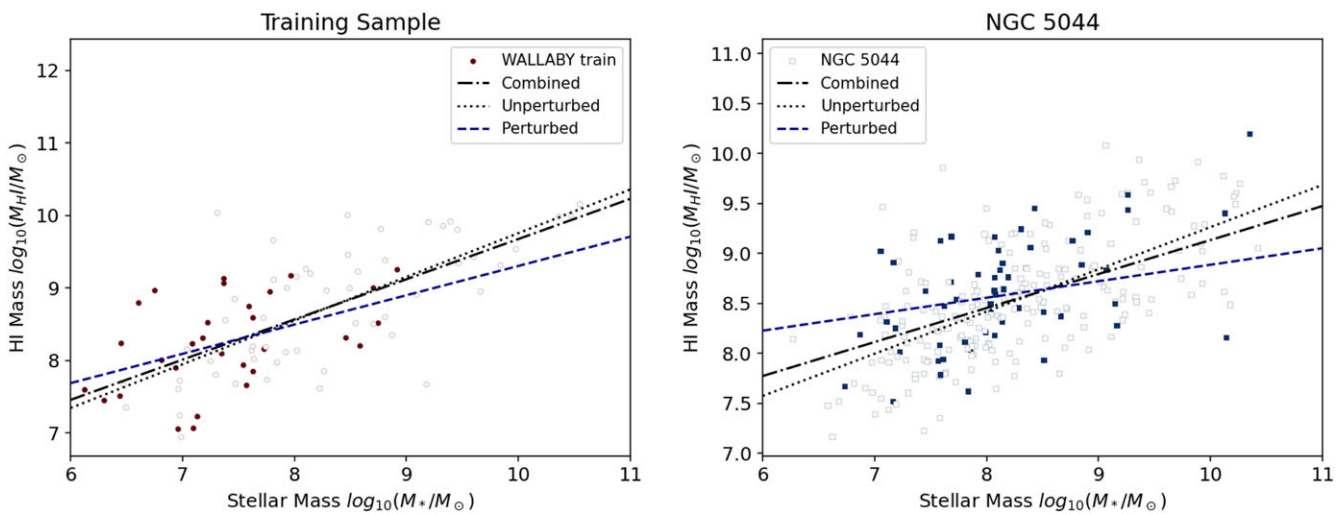 Training Sample
HI Mass log₁₀(M_HI/M⊙)
12
11
10
9
8
7
WALLABY train
Combined
Unperturbed
Perturbed
6 7 8 9 10 11
Stellar Mass log₁₀(M*/M⊙)
NGC 5044
HI Mass log₁₀(M_HI/M⊙)
11.0
10.5
10.0
9.5
9.0
8.5
8.0
7.5
7.0
NGC 5044
Combined
Unperturbed
Perturbed
6 7 8 9 10 11
Stellar Mass log₁₀(M*/M⊙)